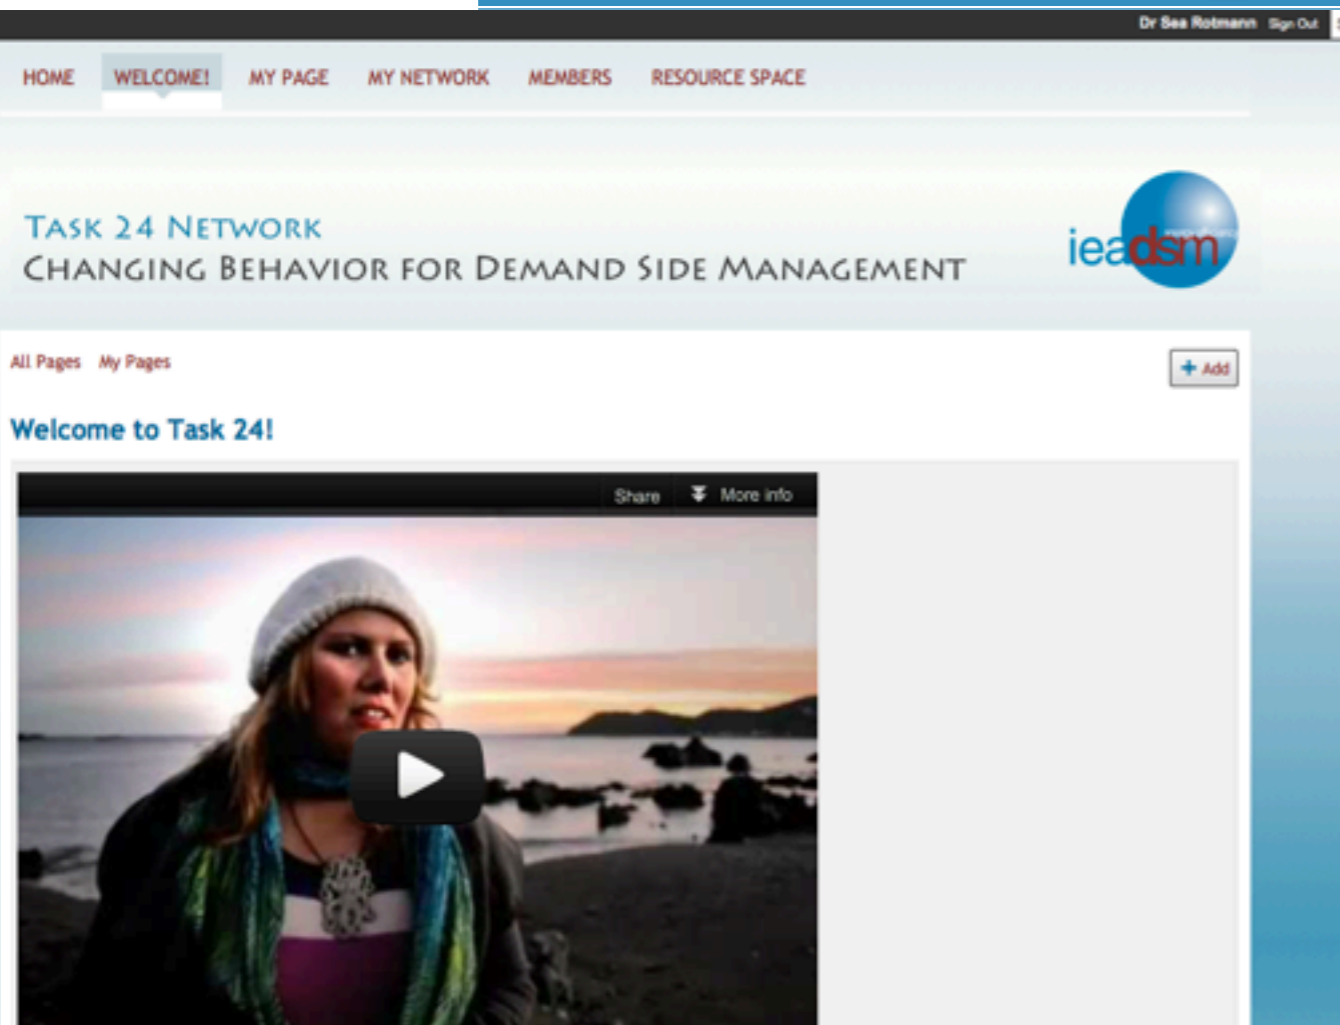 Dr Sea Rotmann Sign Out
HOME WELCOME! MY PAGE MY NETWORK MEMBERS RESOURCE SPACE
TASK 24 NETWORK
CHANGING BEHAVIOR FOR DEMAND SIDE MANAGEMENT
ieadsm
All Pages My Pages
+ Add
Welcome to Task 24!
Share More info